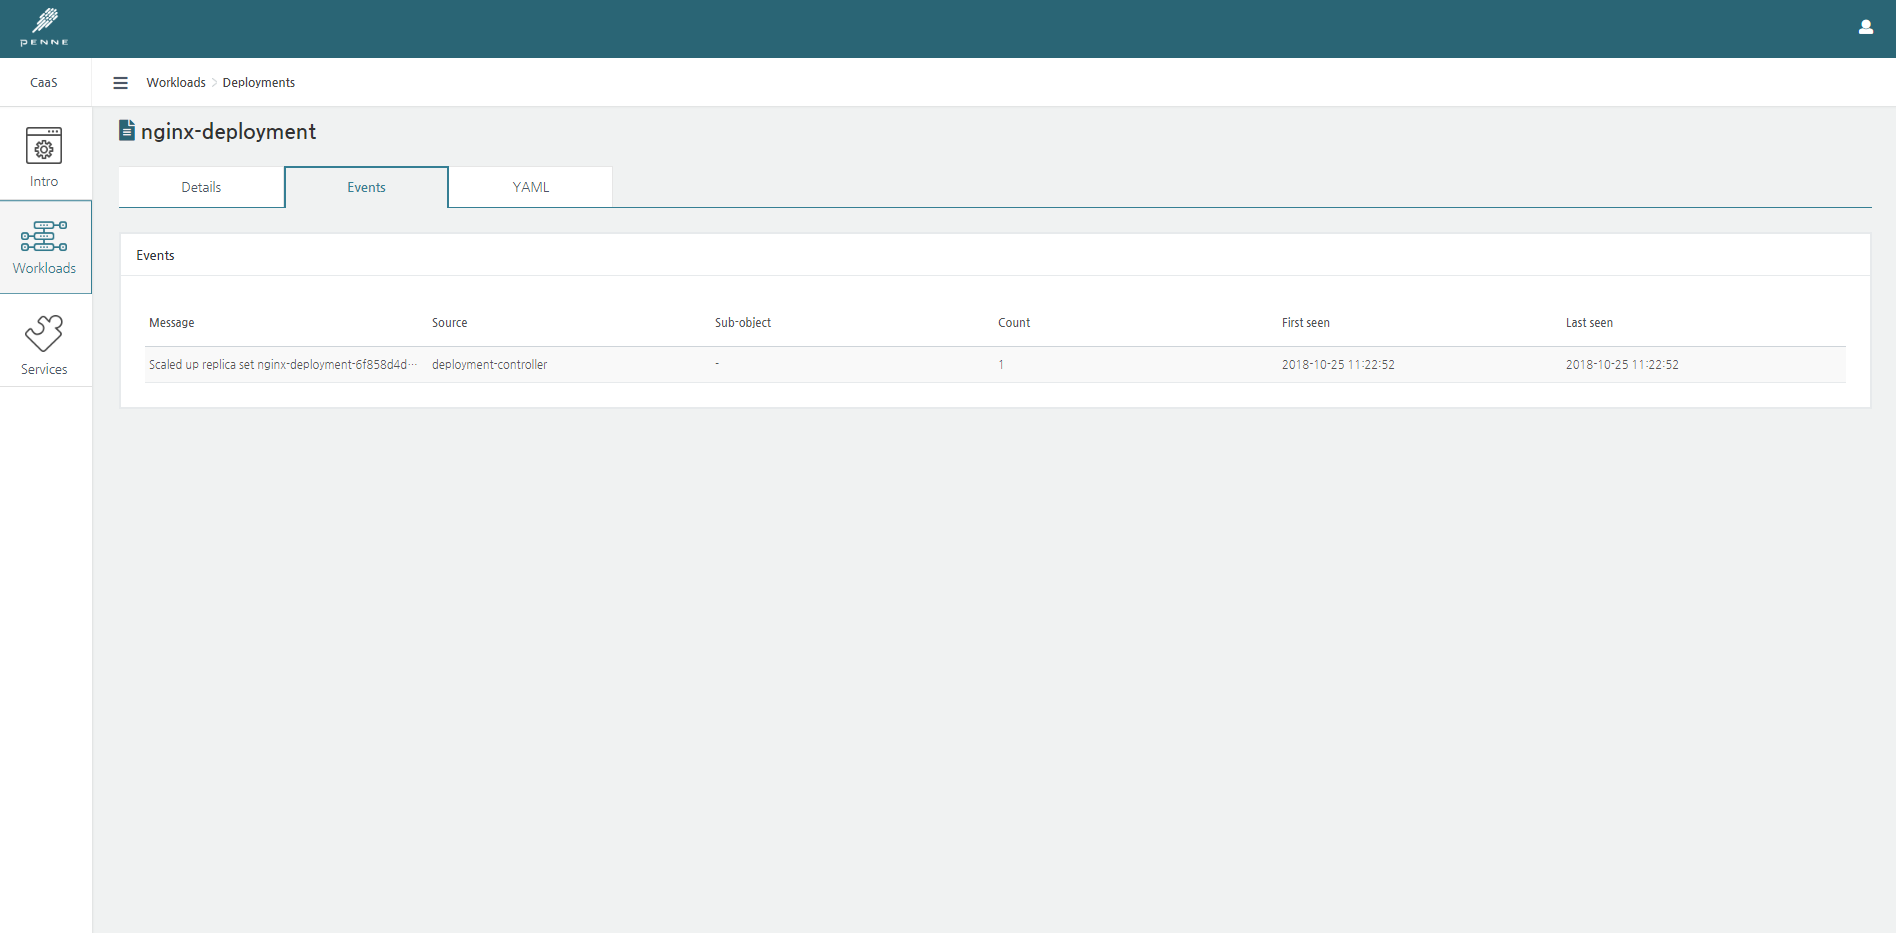 PENNE
CaaS
Workloads > Deployments
nginx-deployment
Intro
Workloads
Services
Details Events YAML
Events
Message Source Sub-object Count First seen Last seen
Scaled up replica set nginx-deployment-6f858d4d… deployment-controller - 1 2018-10-25 11:22:52 2018-10-25 11:22:52